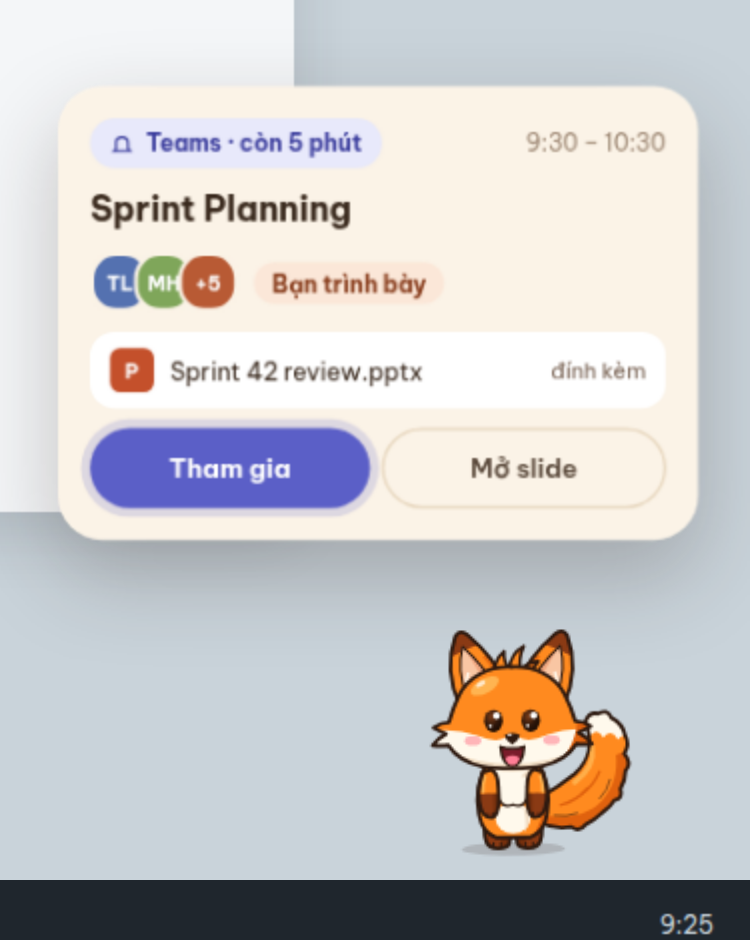 Teams · còn 5 phút
9:30 – 10:30
Sprint Planning
TL MH +5 Bạn trình bày
P Sprint 42 review.pptx đính kèm
Tham gia Mở slide
9:25